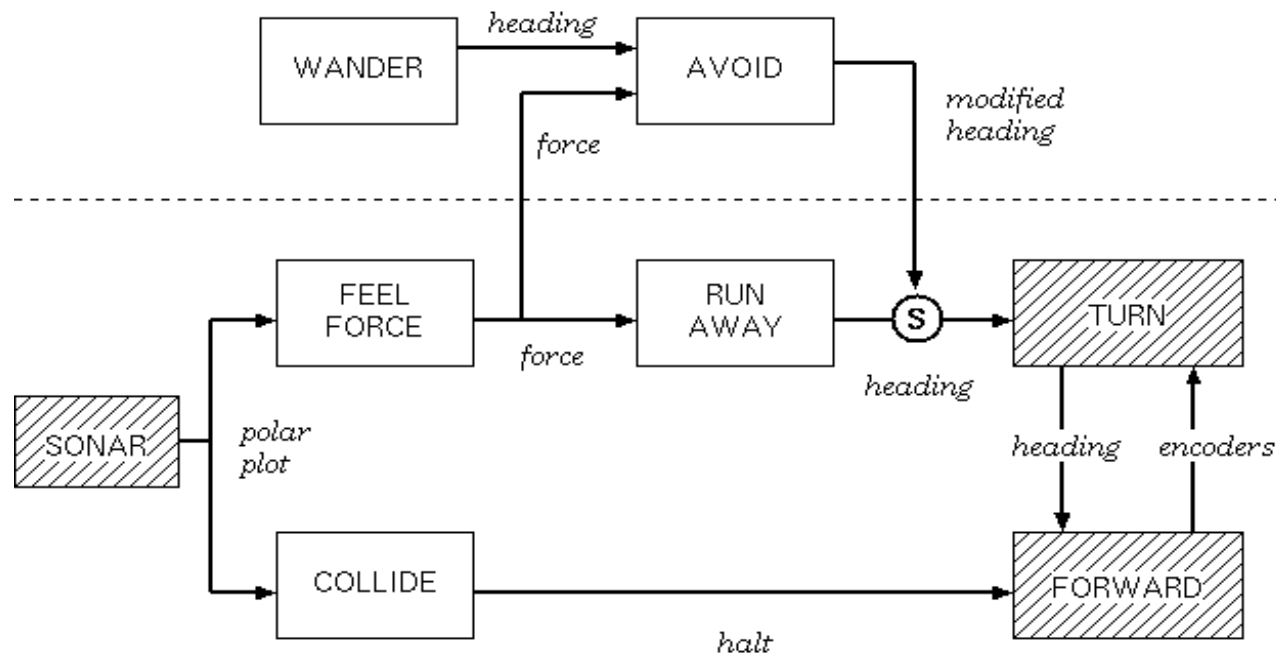 heading
WANDER
AVOID
modified
heading
force
FEEL
FORCE
RUN
AWAY
S
TURN
force
heading
SONAR
polar
plot
heading
encoders
COLLIDE
FORWARD
halt